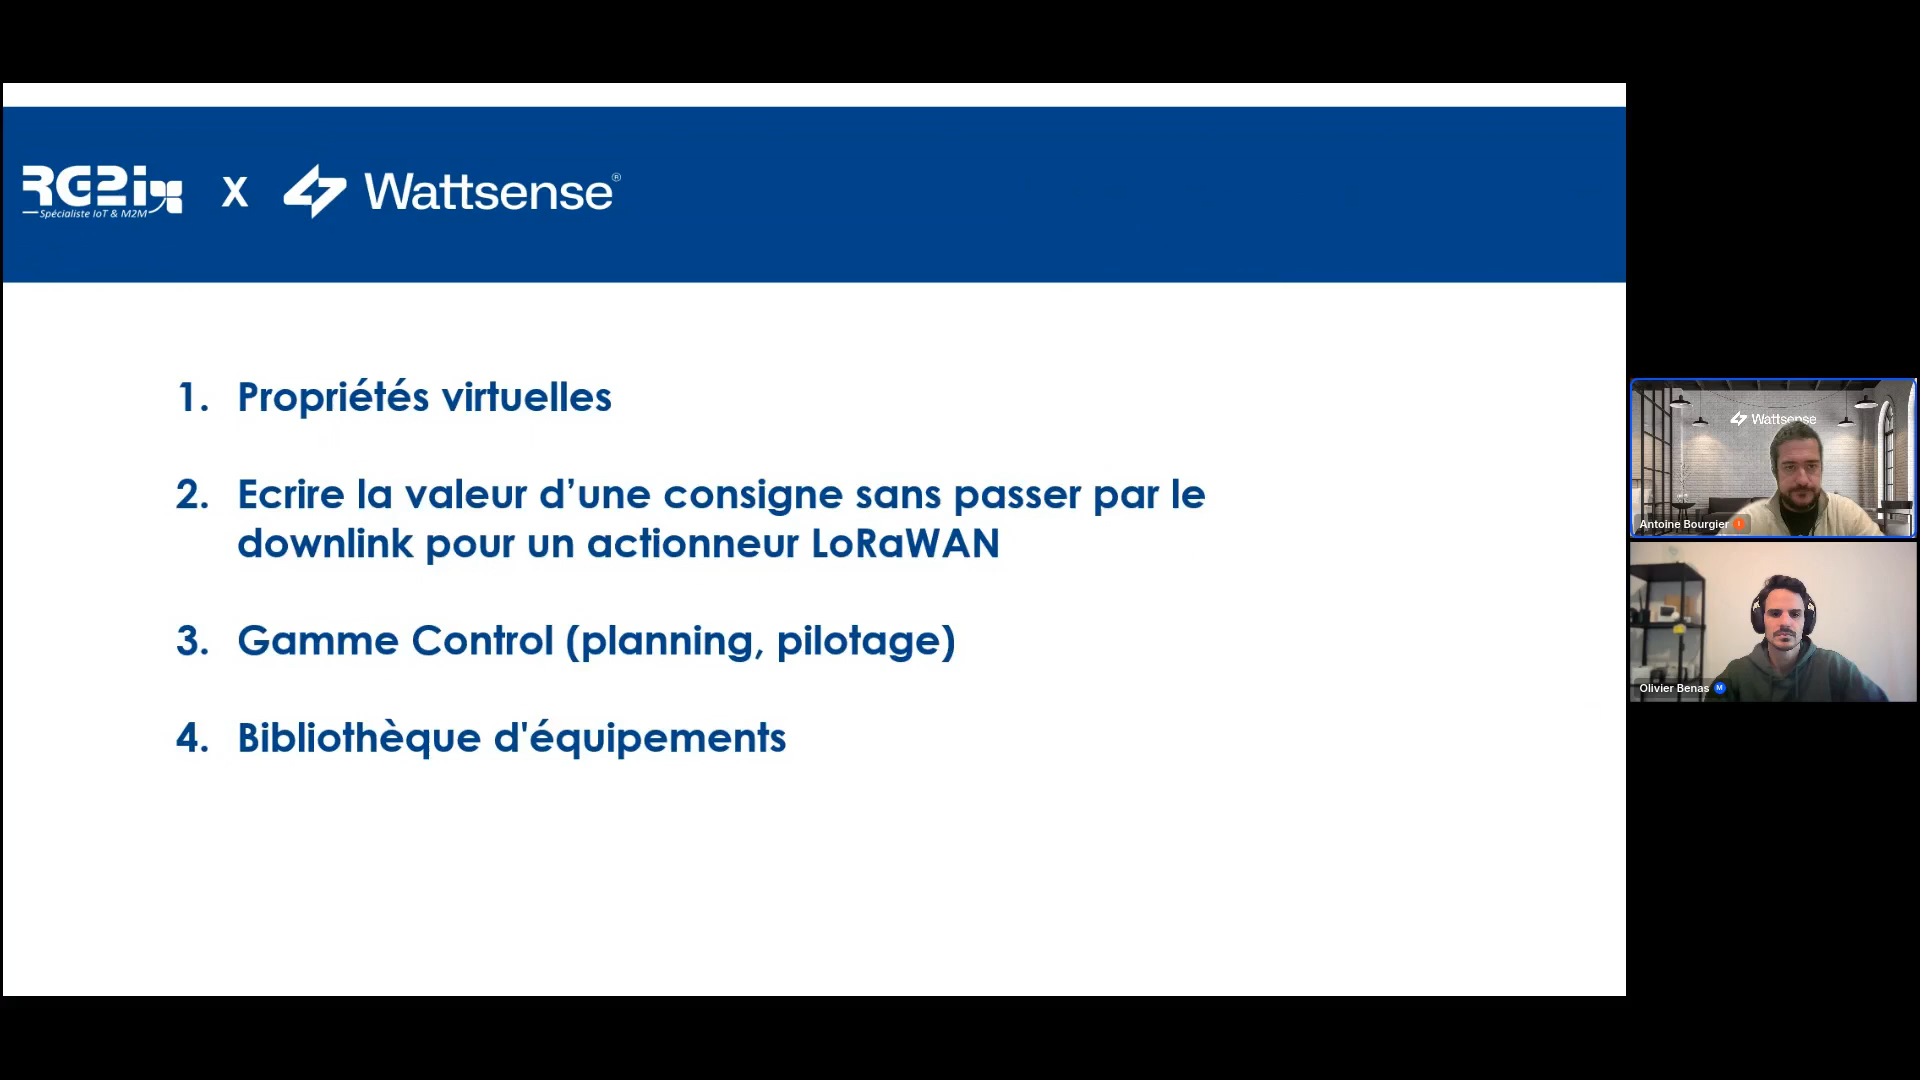 RG2i
Spécialiste IoT & M2M
X
Wattsense®
1. Propriétés virtuelles
2. Ecrire la valeur d’une consigne sans passer par le
downlink pour un actionneur LoRaWAN
3. Gamme Control (planning, pilotage)
4. Bibliothèque d'équipements
Wattsense
Antoine Bourgier I
Olivier Benas M